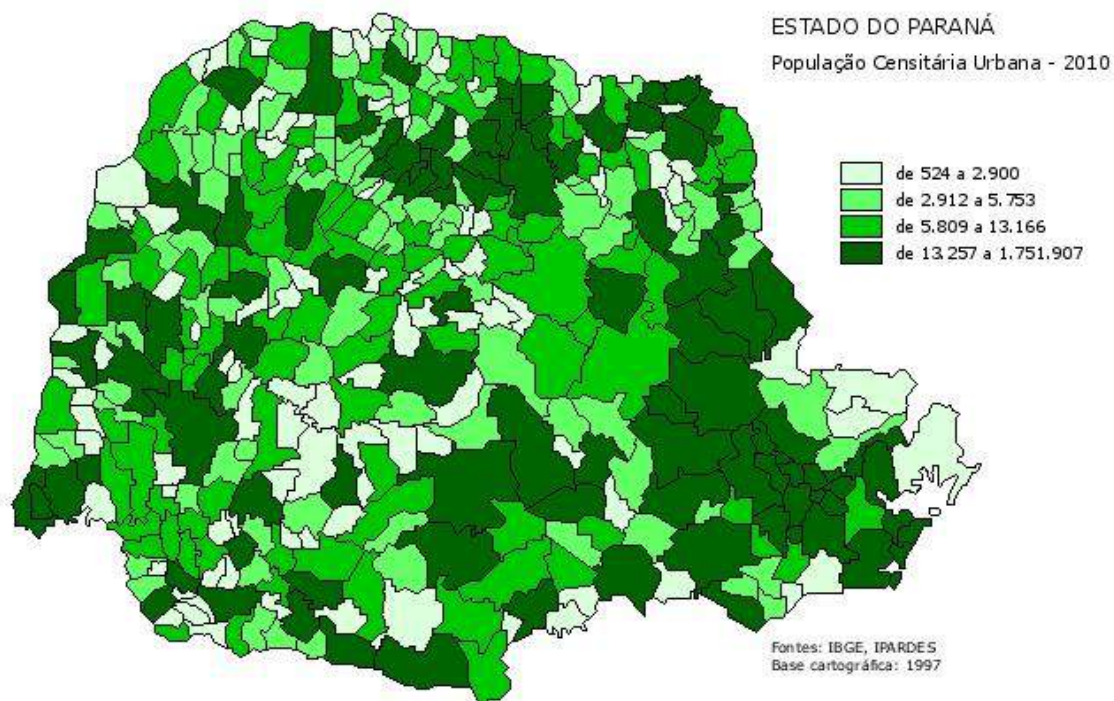 ESTADO DO PARANÁ
População Censitária Urbana - 2010
de 524 a 2.900
de 2.912 a 5.753
de 5.809 a 13.166
de 13.257 a 1.751.907
Fontes: IBGE, IPARDES
Base cartográfica: 1997